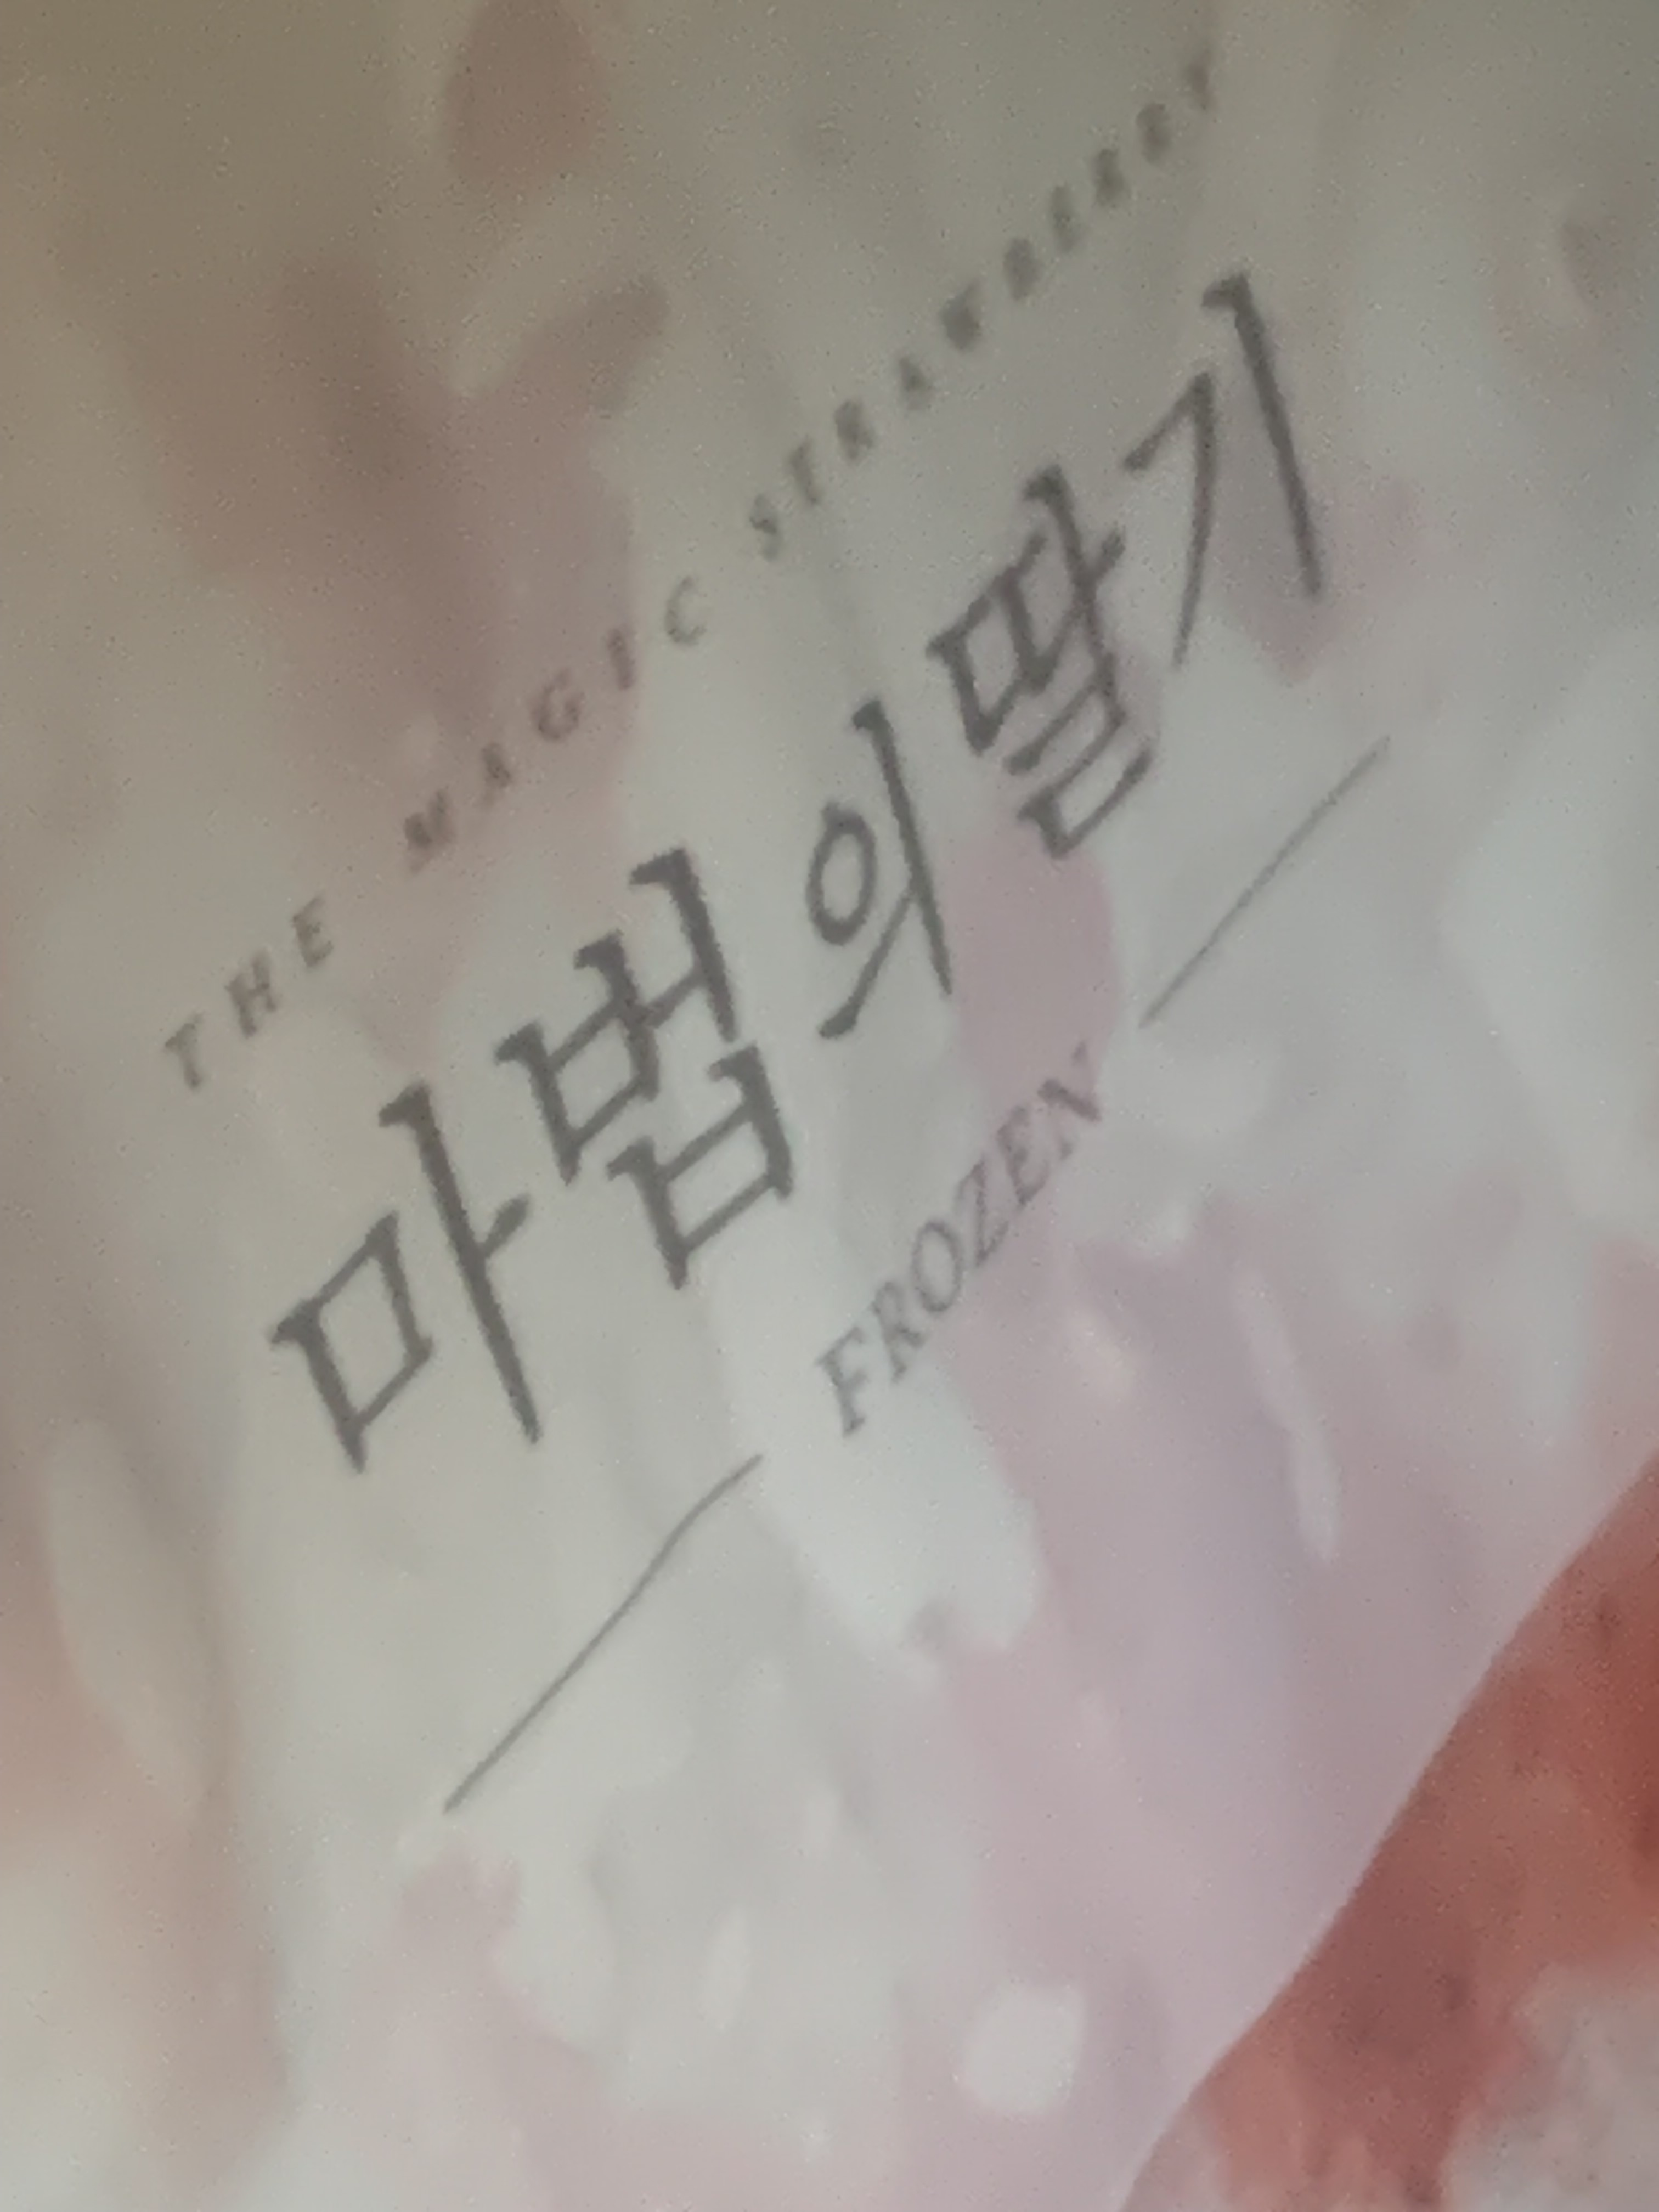 THE MAGIC STRAWBERRY
마법의 딸기
FROZEN